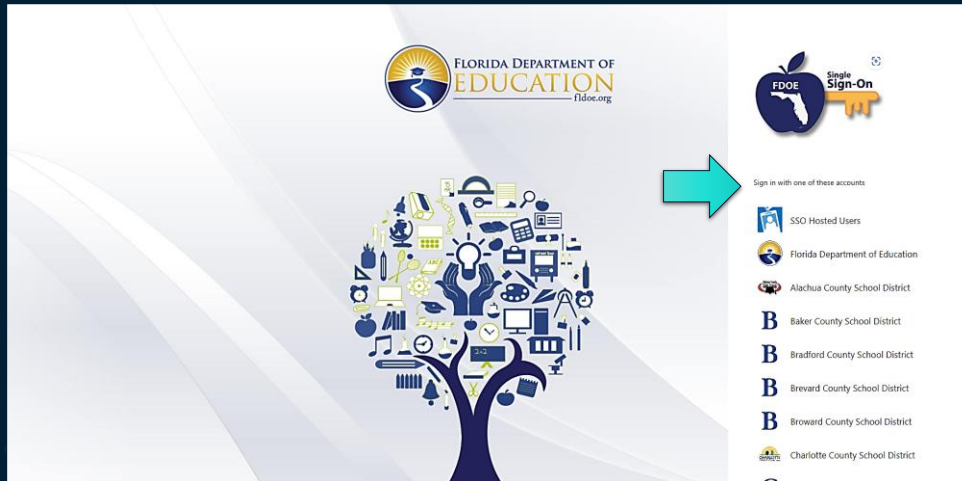 FLORIDA DEPARTMENT OF
EDUCATION
fldoe.org
FDOE
Single
Sign-On
Sign in with one of these accounts
SSO Hosted Users
Florida Department of Education
Alachua County School District
B
Baker County School District
B
Bradford County School District
B
Brevard County School District
B
Broward County School District
Charlotte County School District